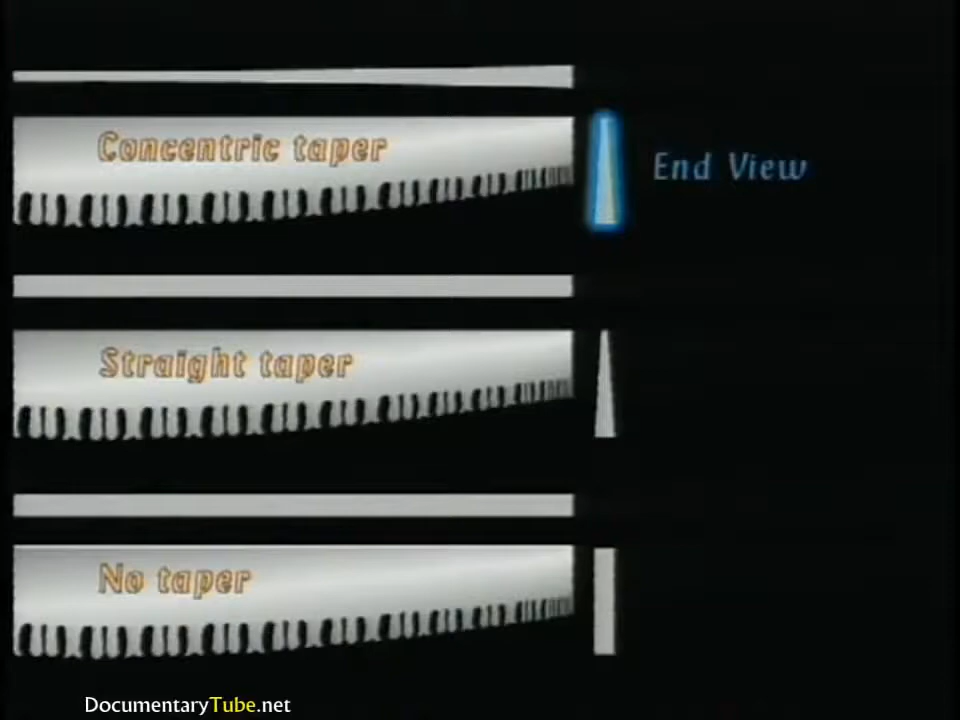 Concentric taper
End View
Straight taper
No taper
DocumentaryTube.net